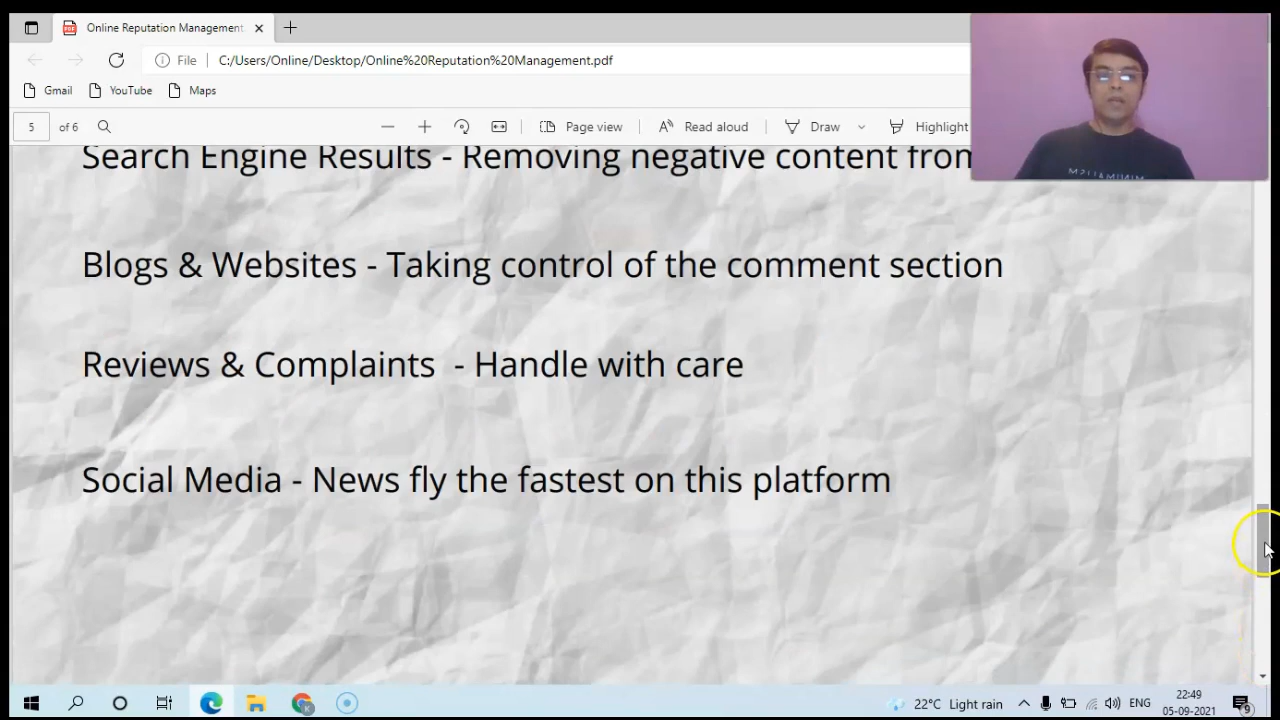 Online Reputation Management.
File
C:/Users/Online/Desktop/Online%20Reputation%20Management.pdf
Gmail
YouTube
Maps
5 of 6
Page view
Read aloud
Draw
Highlight
Search Engine Results - Removing negative content from
Blogs & Websites - Taking control of the comment section
Reviews & Complaints - Handle with care
Social Media - News fly the fastest on this platform
22°C Light rain
ENG
22:49
05-09-2021
9